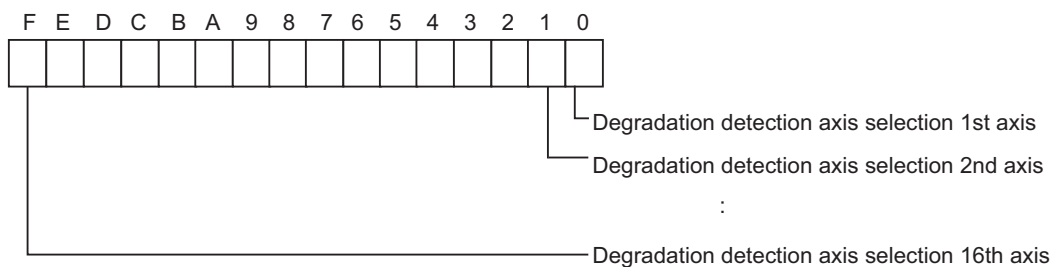 F E D C B A 9 8 7 6 5 4 3 2 1 0
Degradation detection axis selection 1st axis
Degradation detection axis selection 2nd axis
:
Degradation detection axis selection 16th axis